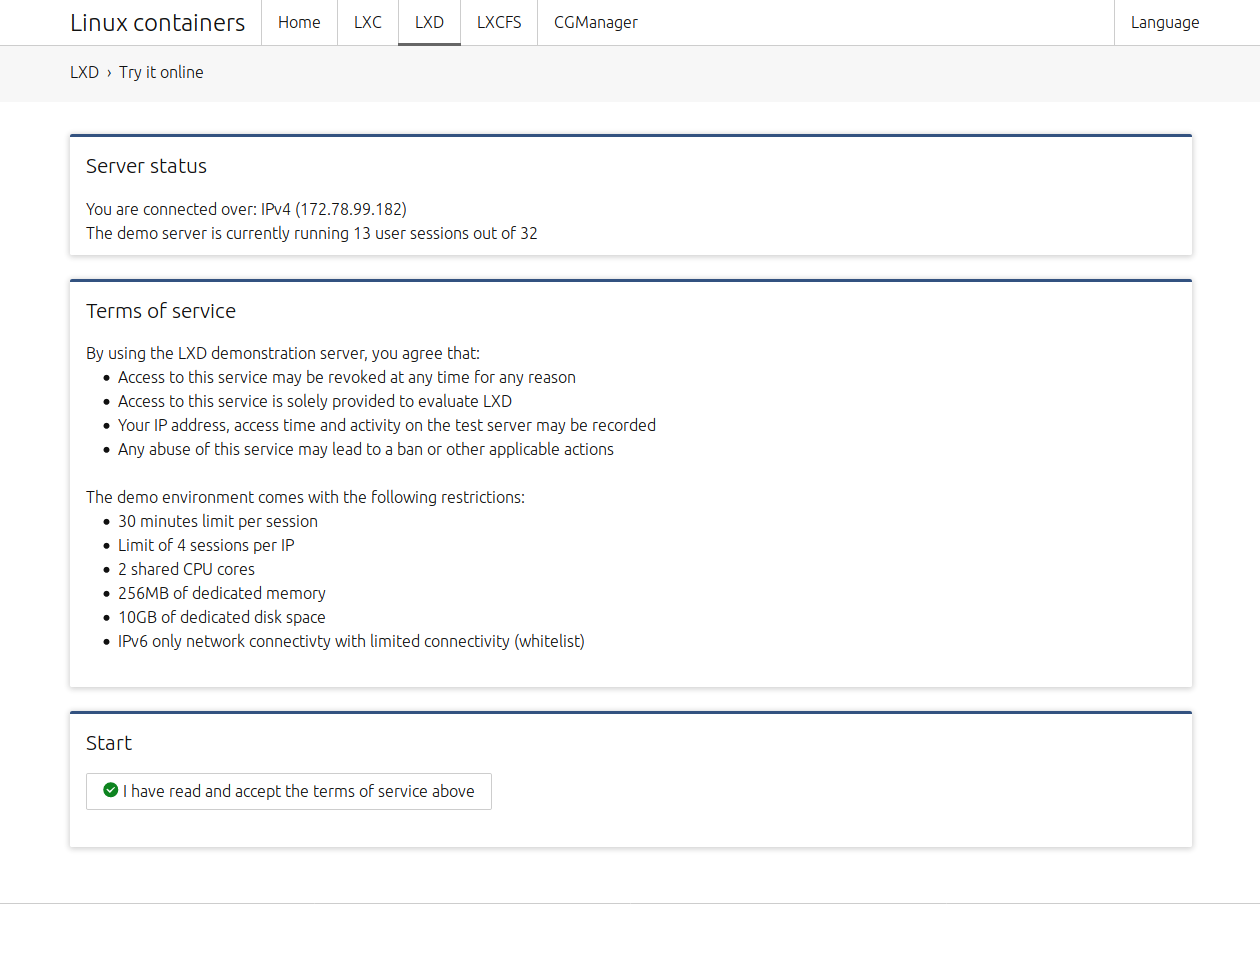 Linux containers Home LXC LXD LXCFS CGManager Language
LXD › Try it online
Server status
You are connected over: IPv4 (172.78.99.182)
The demo server is currently running 13 user sessions out of 32
Terms of service
By using the LXD demonstration server, you agree that:
• Access to this service may be revoked at any time for any reason
• Access to this service is solely provided to evaluate LXD
• Your IP address, access time and activity on the test server may be recorded
• Any abuse of this service may lead to a ban or other applicable actions
The demo environment comes with the following restrictions:
• 30 minutes limit per session
• Limit of 4 sessions per IP
• 2 shared CPU cores
• 256MB of dedicated memory
• 10GB of dedicated disk space
• IPv6 only network connectivty with limited connectivity (whitelist)
Start
I have read and accept the terms of service above